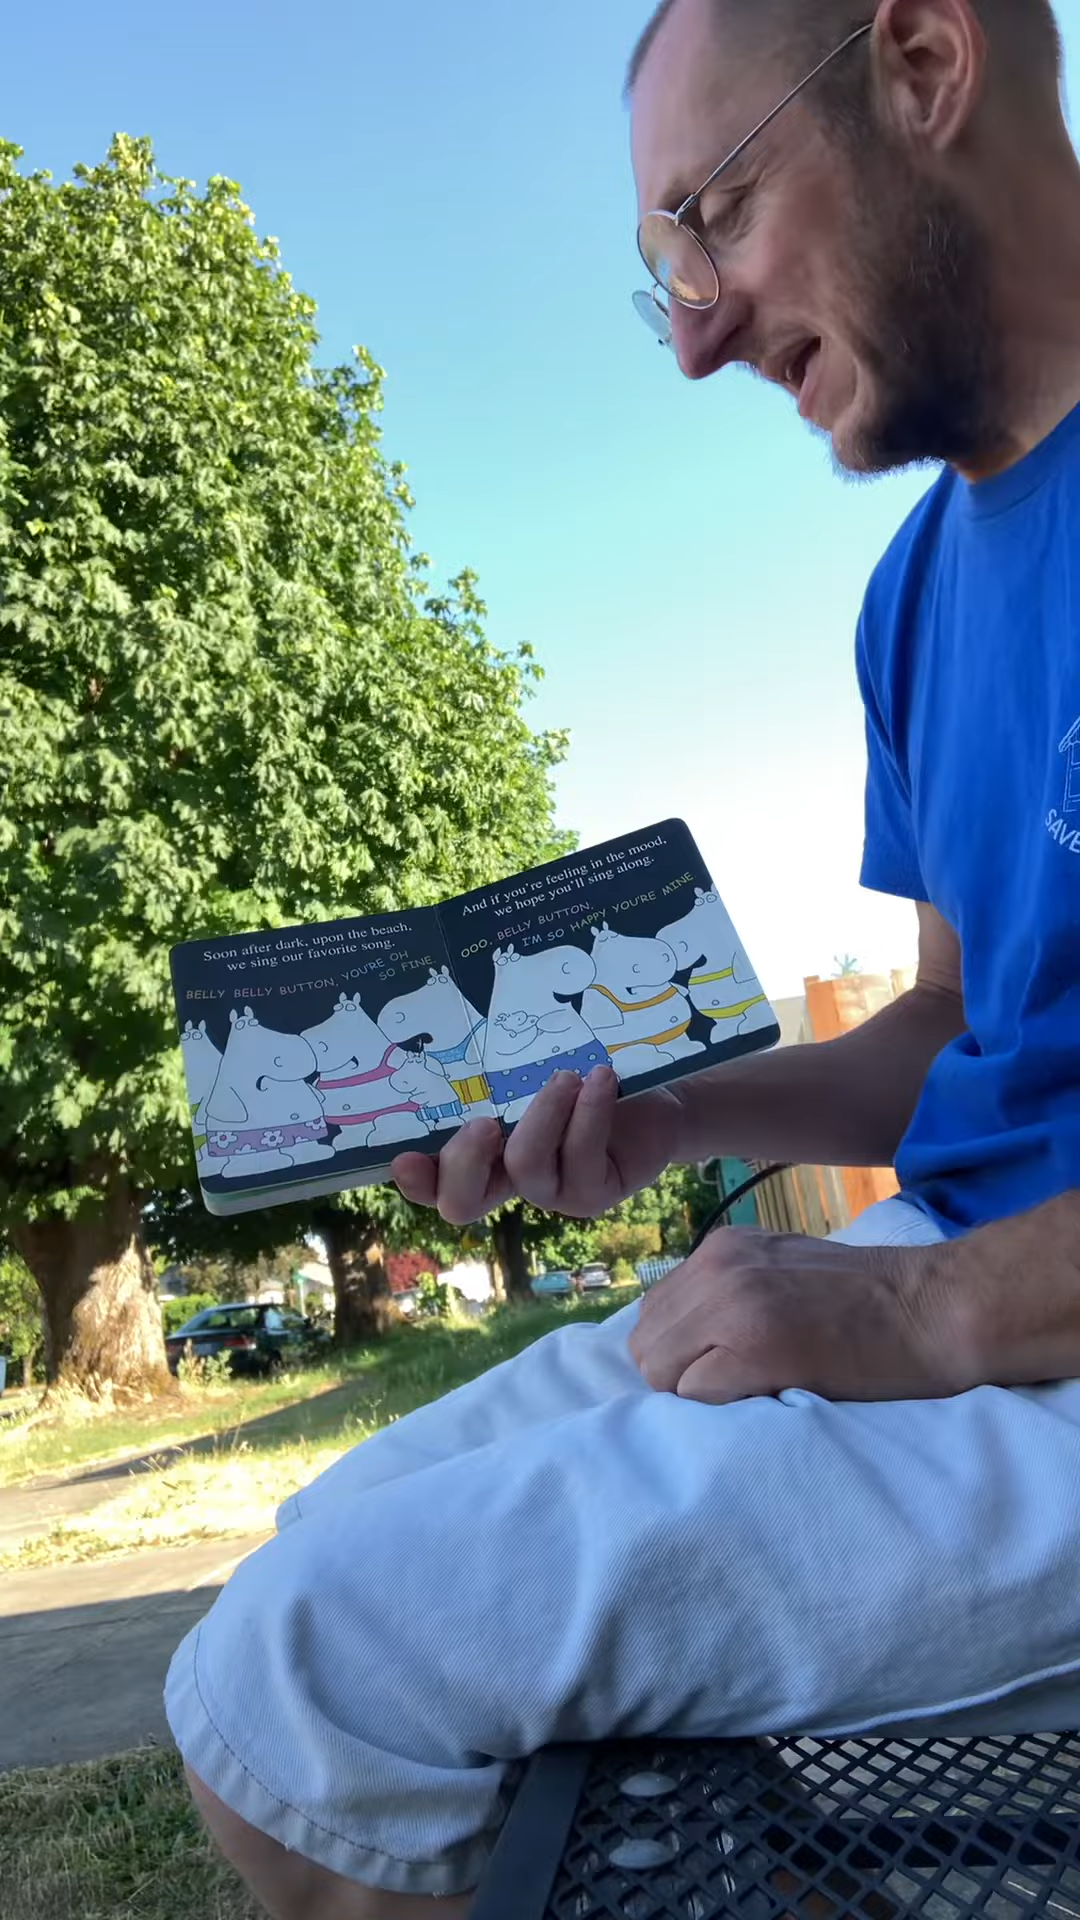 Soon after dark, upon the beach,
we sing our favorite song.
BELLY BELLY BUTTON, YOU'RE OH
SO FINE.
And if you're feeling in the mood,
we hope you'll sing along.
OOO, BELLY BUTTON,
I'M SO HAPPY YOU'RE MINE
SAVE